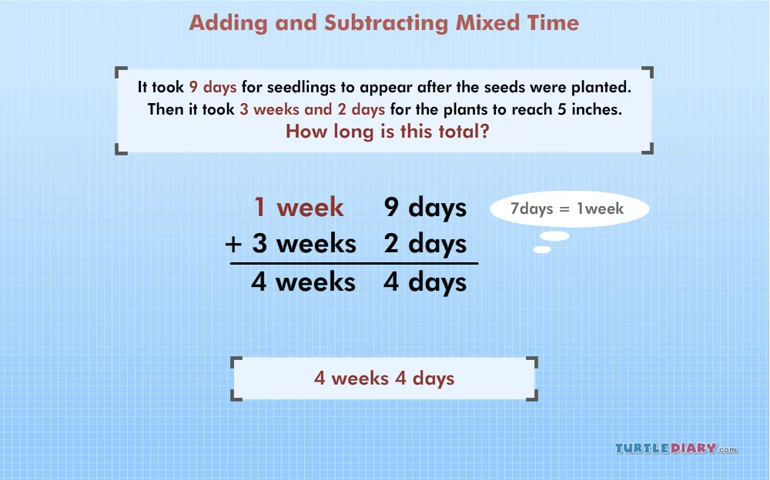 Adding and Subtracting Mixed Time
It took 9 days for seedlings to appear after the seeds were planted.
Then it took 3 weeks and 2 days for the plants to reach 5 inches.
How long is this total?
1 week 9 days
7days = 1week
+ 3 weeks 2 days
4 weeks 4 days
4 weeks 4 days
TURTLEDIARY.com